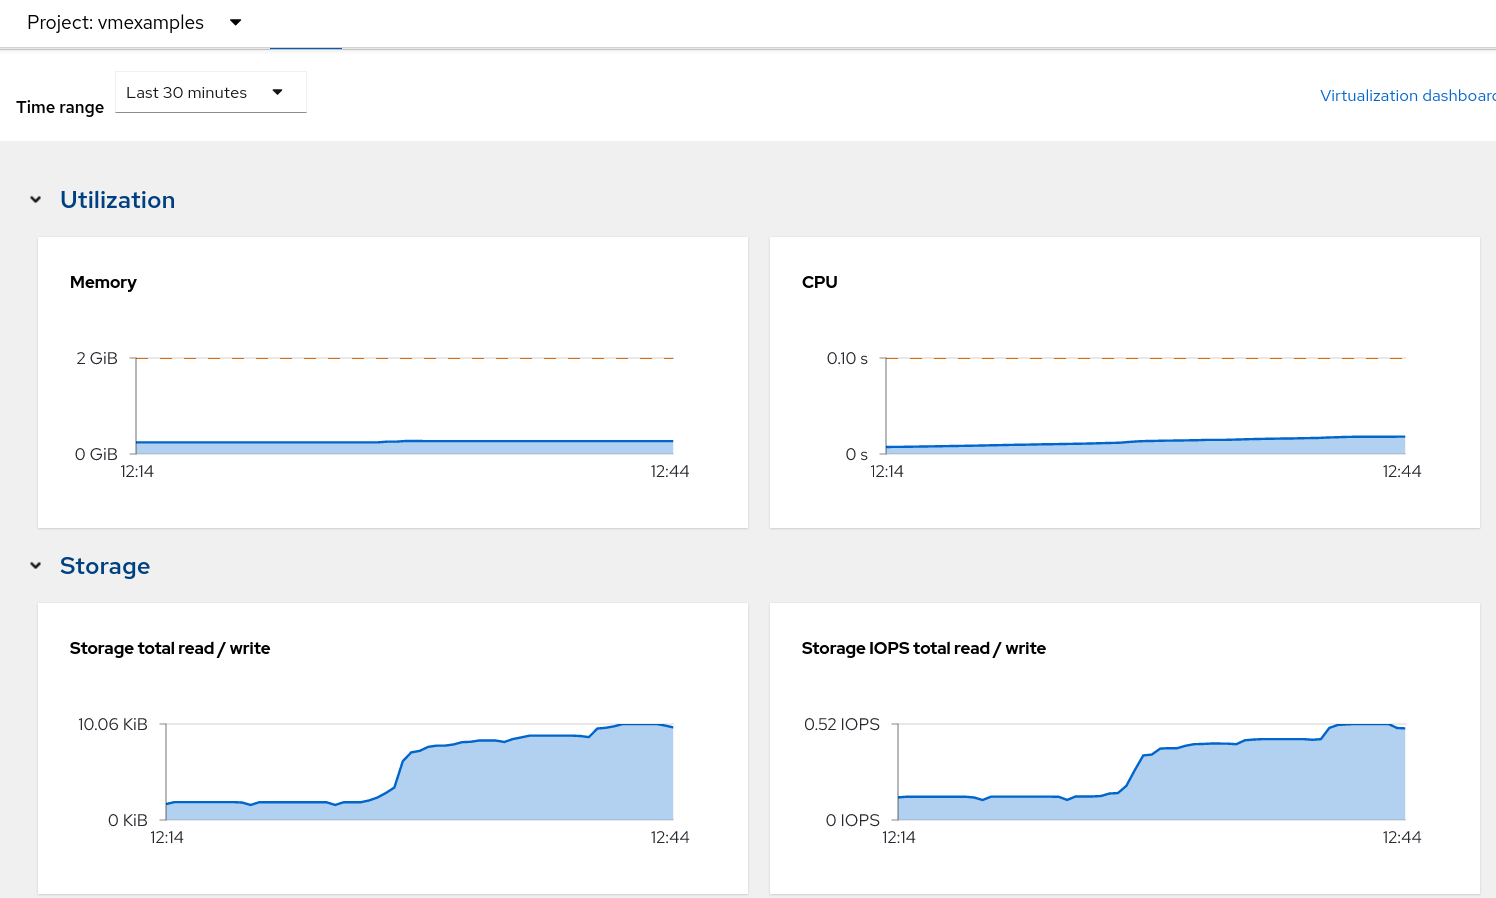 Project: vmexamples
Time range
Last 30 minutes
Virtualization dashboard
Utilization
Memory
2 GiB
0 GiB
12:14
12:44
CPU
0.10 s
0 s
12:14
12:44
Storage
Storage total read / write
10.06 KiB
0 KiB
12:14
12:44
Storage IOPS total read / write
0.52 IOPS
0 IOPS
12:14
12:44